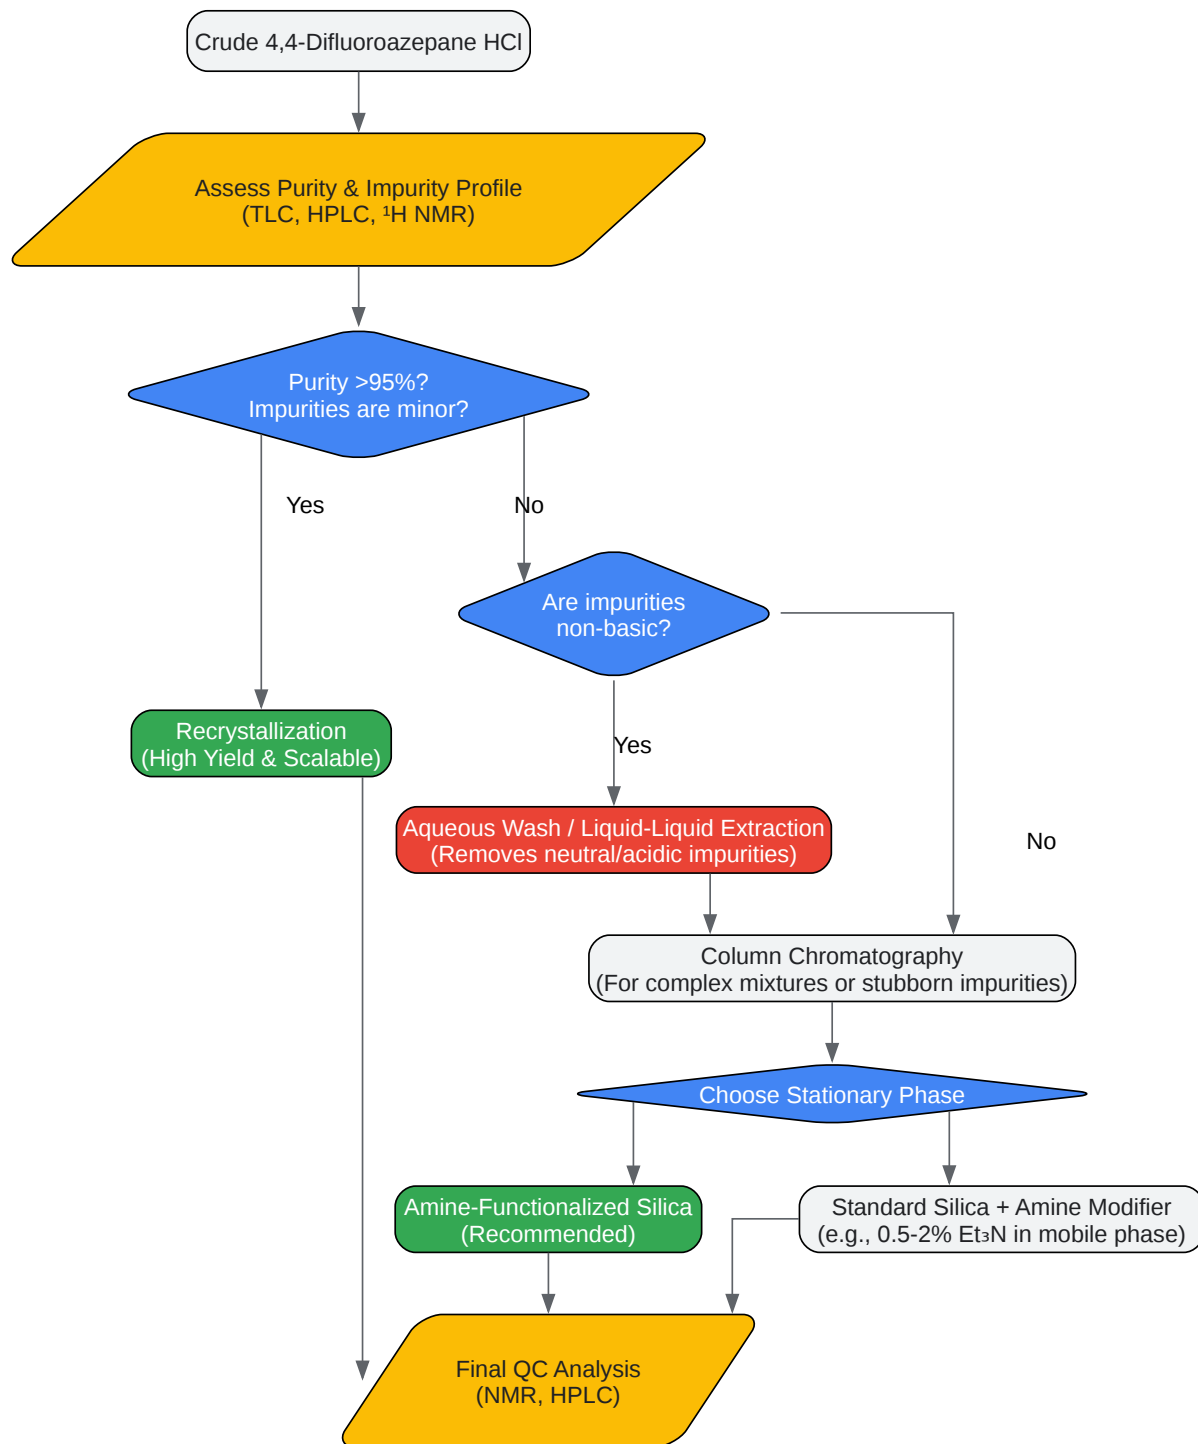 Crude 4,4-Difluoroazepane HCl
Assess Purity & Impurity Profile
(TLC, HPLC, ¹H NMR)
Purity >95%?
Impurities are minor?
Yes
No
Are impurities
non-basic?
Recrystallization
(High Yield & Scalable)
Yes
Aqueous Wash / Liquid-Liquid Extraction
(Removes neutral/acidic impurities)
No
Column Chromatography
(For complex mixtures or stubborn impurities)
Choose Stationary Phase
Amine-Functionalized Silica
(Recommended)
Standard Silica + Amine Modifier
(e.g., 0.5-2% Et₃N in mobile phase)
Final QC Analysis
(NMR, HPLC)